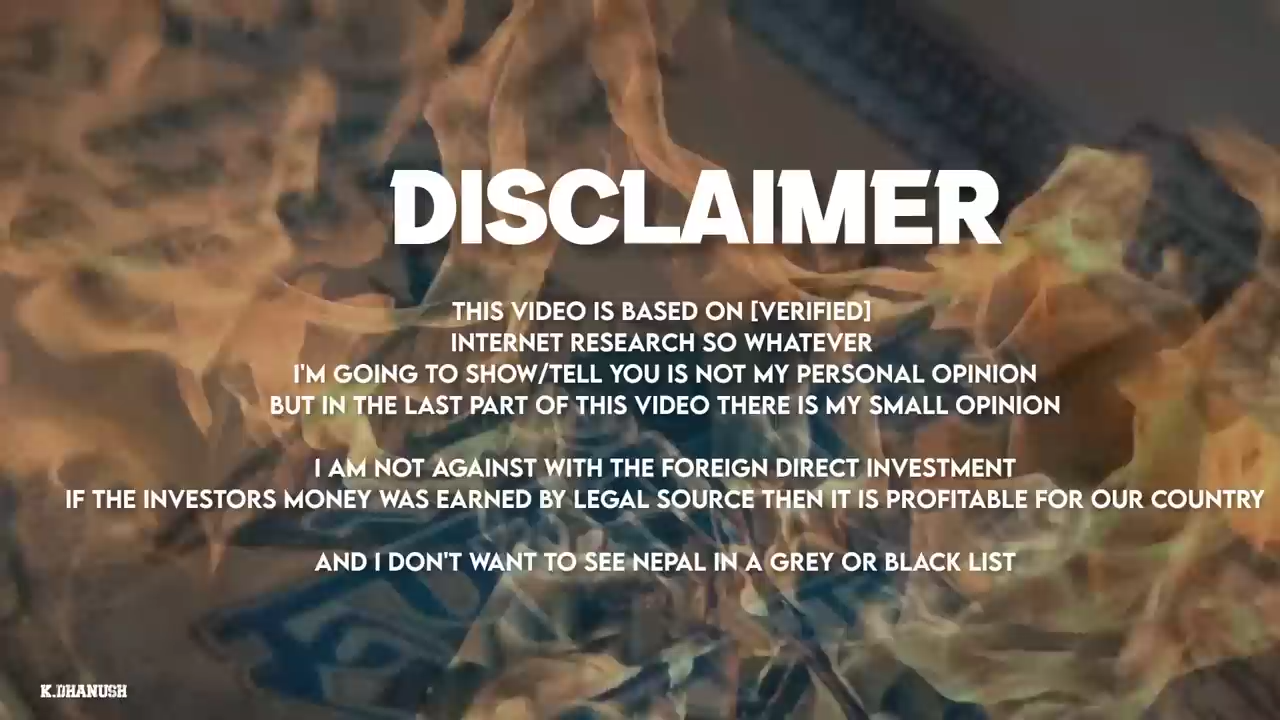 DISCLAIMER
THIS VIDEO IS BASED ON [VERIFIED]
INTERNET RESEARCH SO WHATEVER
I'M GOING TO SHOW/TELL YOU IS NOT MY PERSONAL OPINION
BUT IN THE LAST PART OF THIS VIDEO THERE IS MY SMALL OPINION
I AM NOT AGAINST WITH THE FOREIGN DIRECT INVESTMENT
IF THE INVESTORS MONEY WAS EARNED BY LEGAL SOURCE THEN IT IS PROFITABLE FOR OUR COUNTRY
AND I DON'T WANT TO SEE NEPAL IN A GREY OR BLACK LIST
K.DHANUSH